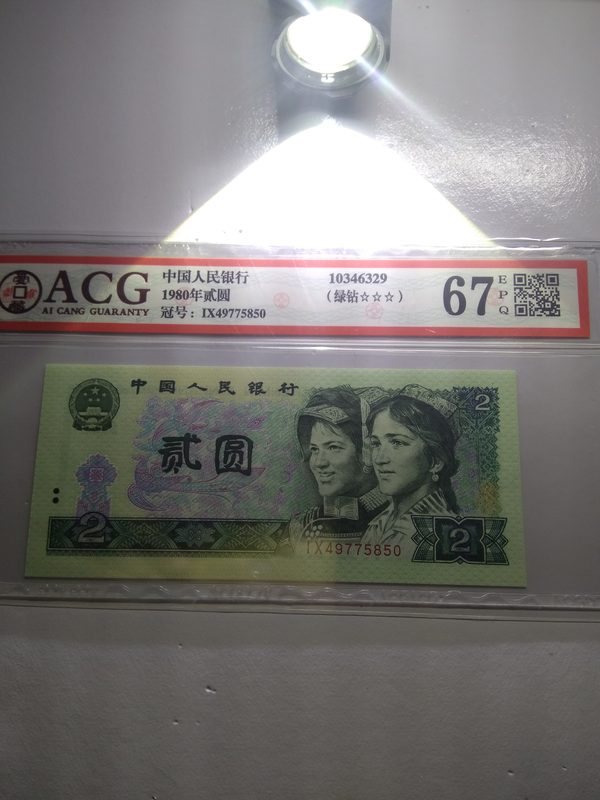 ACG
AI CANG GUARANTY
中国人民银行
1980年贰圆
冠号：IX49775850
10346329
（绿钻☆☆☆）
67
EPQ
中国人民银行
贰圆
2
2
2
IX49775850